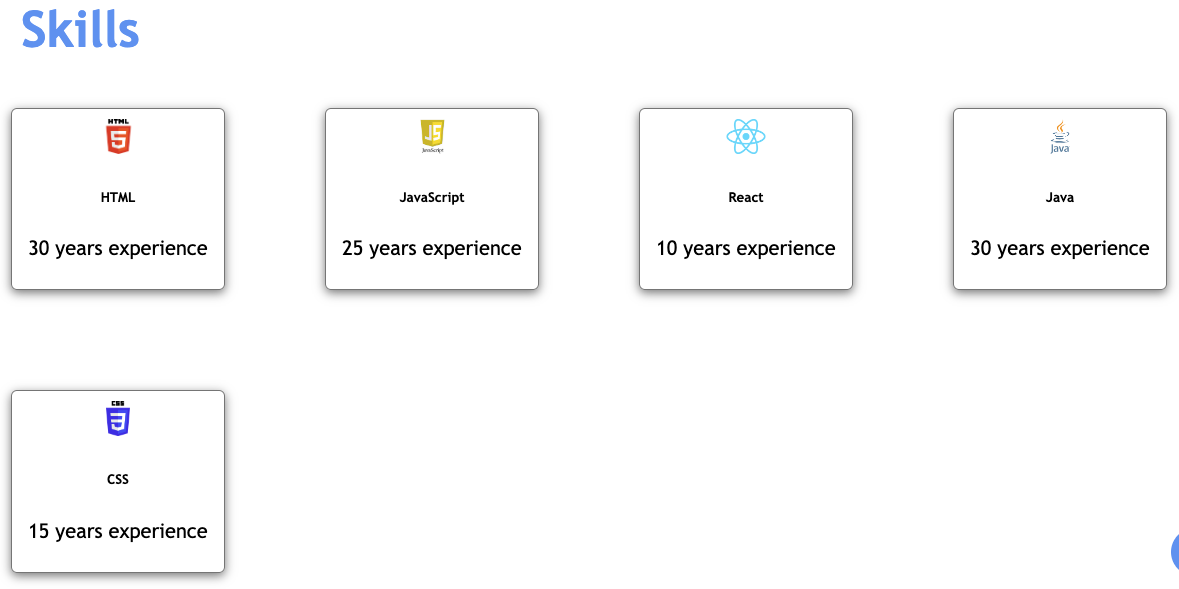 Skills
HTML
5
HTML
30 years experience
JS
JavaScript
JavaScript
25 years experience
React
10 years experience
Java
Java
30 years experience
CSS
3
CSS
15 years experience